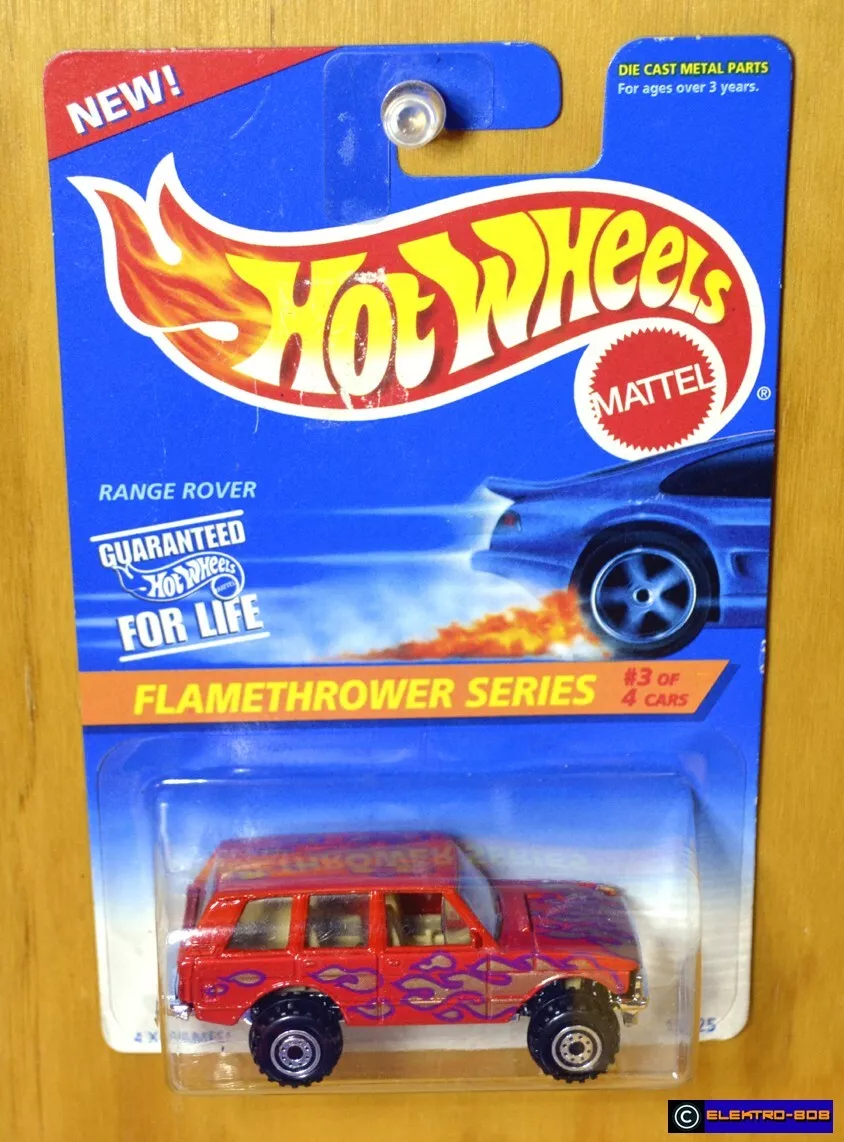 NEW!
DIE CAST METAL PARTS
For ages over 3 years.
HOT WHEELS
MATTEL
®
RANGE ROVER
GUARANTEED
HOT WHEELS
FOR LIFE
FLAMETHROWER SERIES
#3 OF
4 CARS
© ELEKTRO-BOB